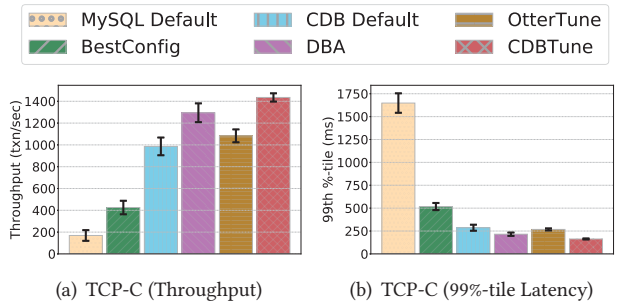 MySQL Default CDB Default OtterTune
BestConfig DBA CDBTune
Throughput (txn/sec)
1400
1200
1000
800
600
400
200
0
99th %-tile (ms)
1750
1500
1250
1000
750
500
250
0
(a) TCP-C (Throughput)
(b) TCP-C (99%-tile Latency)